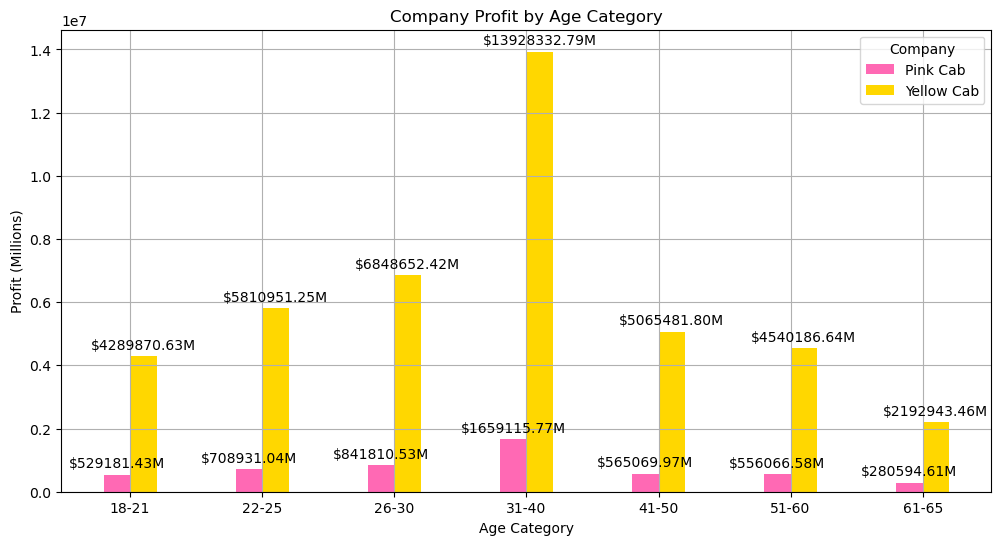 Company Profit by Age Category
1e7
Profit (Millions)
1.4
1.2
1.0
0.8
0.6
0.4
0.2
0.0
Company
Pink Cab
Yellow Cab
$529181.43M
$4289870.63M
$708931.04M
$5810951.25M
$841810.53M
$6848652.42M
$1659115.77M
$13928332.79M
$565069.97M
$5065481.80M
$556066.58M
$4540186.64M
$280594.61M
$2192943.46M
18-21
22-25
26-30
31-40
41-50
51-60
61-65
Age Category